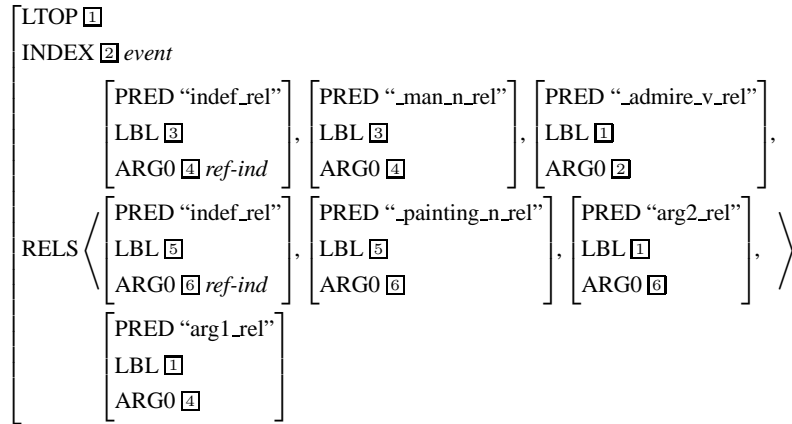 LTOP 1
INDEX 2 event
PRED “indef_rel” PRED “_man_n_rel” PRED “_admire_v_rel”
LBL 3 , LBL 3 , LBL 1 ,
ARG0 4 ref-ind ARG0 4 ARG0 2
PRED “indef_rel” PRED “_painting_n_rel” PRED “arg2_rel”
RELS LBL 5 , LBL 5 , LBL 1 ,
ARG0 6 ref-ind ARG0 6 ARG0 6
PRED “arg1_rel”
LBL 1
ARG0 4